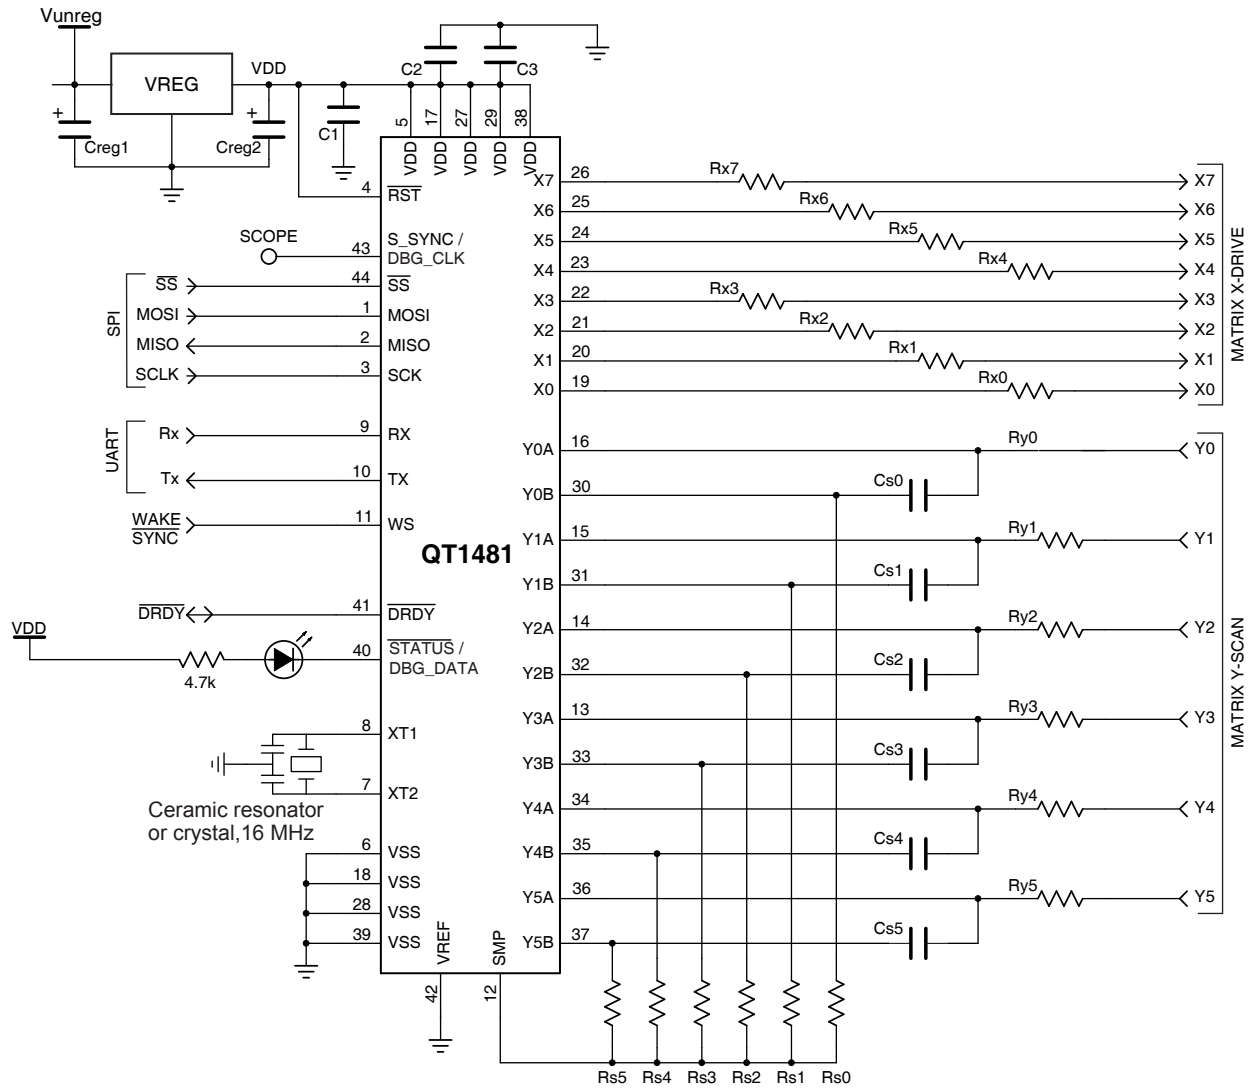 Vunreg
VREG
VDD
+
Creg1
+
Creg2
C1
C2
C3
5
17
27
29
38
VDD
VDD
VDD
VDD
VDD
4
RST
SCOPE
43
S_SYNC /
DBG_CLK
SPI
SS
44
SS
MOSI
1
MOSI
MISO
2
MISO
SCLK
3
SCK
UART
Rx
9
RX
Tx
10
TX
WAKE
SYNC
11
WS
QT1481
DRDY
41
DRDY
VDD
4.7k
40
STATUS /
DBG_DATA
8
XT1
7
XT2
Ceramic resonator
or crystal,16 MHz
6
VSS
18
VSS
28
VSS
39
VSS
VREF
42
SMP
12
X7
26
Rx7
X7
X6
25
Rx6
X6
X5
24
Rx5
X5
X4
23
Rx4
X4
X3
22
Rx3
X3
X2
21
Rx2
X2
X1
20
Rx1
X1
X0
19
Rx0
X0
MATRIX X-DRIVE
Y0A
16
Ry0
Y0
Y0B
30
Cs0
Y1A
15
Ry1
Y1
Y1B
31
Cs1
Y2A
14
Ry2
Y2
Y2B
32
Cs2
Y3A
13
Ry3
Y3
Y3B
33
Cs3
Y4A
34
Ry4
Y4
Y4B
35
Cs4
Y5A
36
Ry5
Y5
Y5B
37
Cs5
MATRIX Y-SCAN
Rs5
Rs4
Rs3
Rs2
Rs1
Rs0